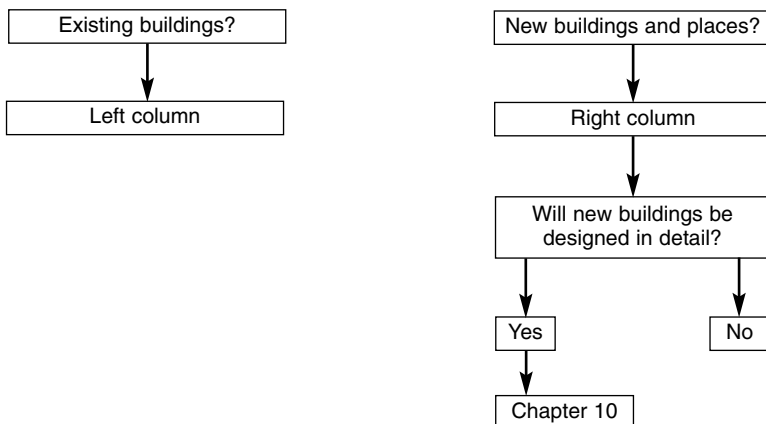 Existing buildings?
Left column
New buildings and places?
Right column
Will new buildings be
designed in detail?
Yes
No
Chapter 10